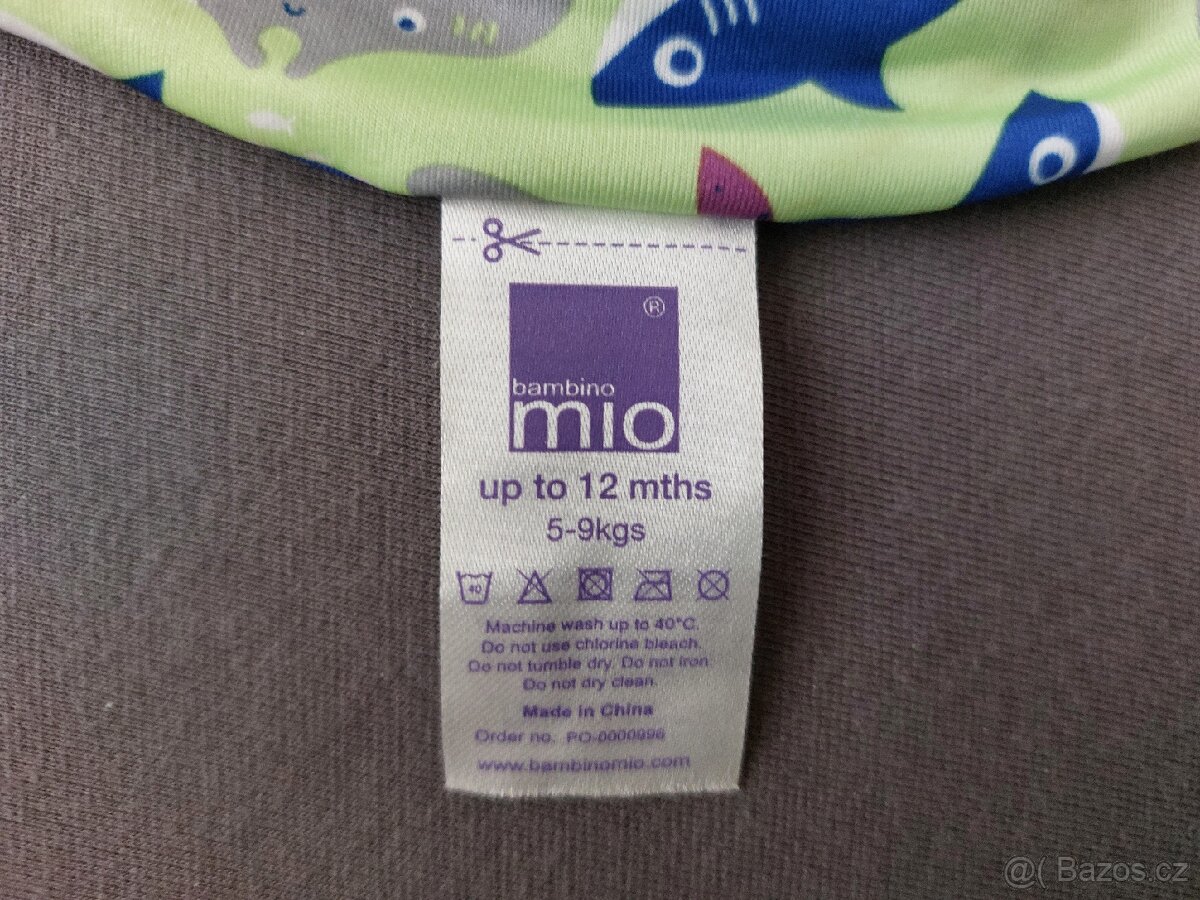 ®
bambino
mio
up to 12 mths
5-9kgs
40
Machine wash up to 40°C.
Do not use chlorine bleach.
Do not tumble dry. Do not iron.
Do not dry clean.
Made in China
Order no. PO-0000996
www.bambinomio.com
@( Bazos.cz